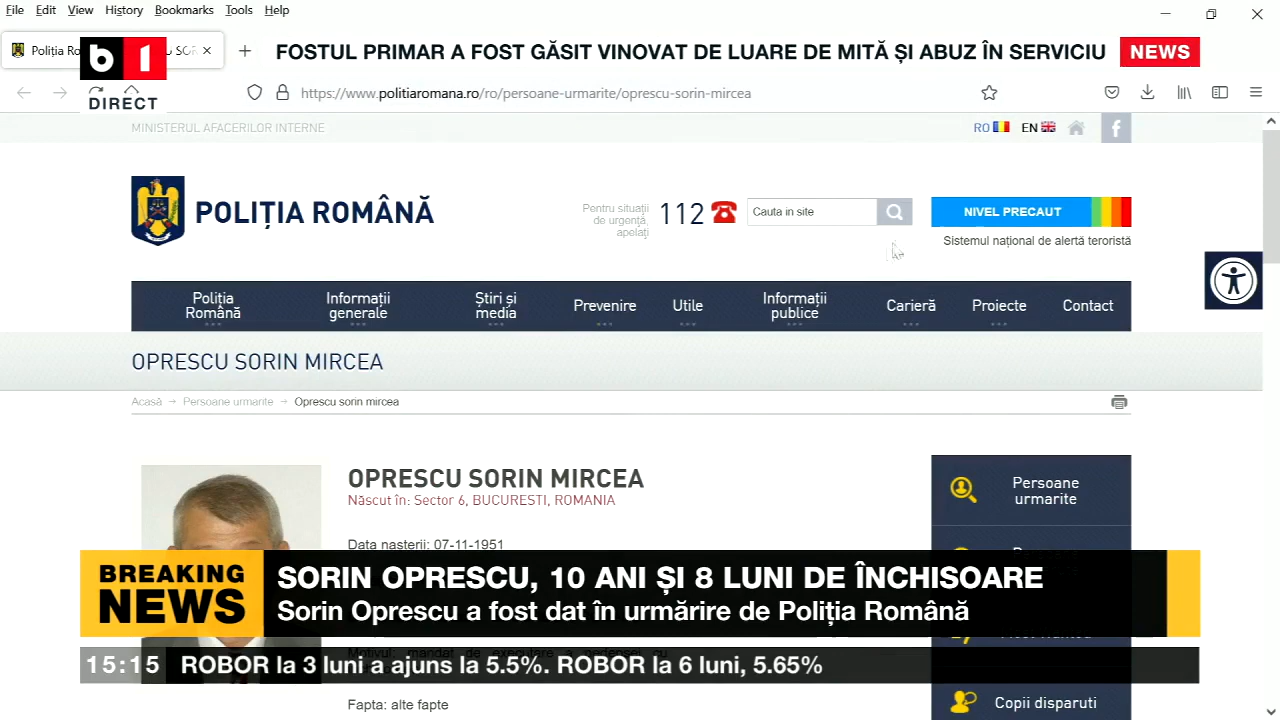 File Edit View History Bookmarks Tools Help
Poliția Ro
SOR
b1
DIRECT
FOSTUL PRIMAR A FOST GĂSIT VINOVAT DE LUARE DE MITĂ ȘI ABUZ ÎN SERVICIU
NEWS
https://www.politiaromana.ro/ro/persoane-urmarite/oprescu-sorin-mircea
MINISTERUL AFACERILOR INTERNE
RO EN
f
POLIȚIA ROMÂNĂ
Pentru situații
de urgență,
apelați
112
Cauta in site
NIVEL PRECAUT
Sistemul național de alertă teroristă
Poliția
Română
Informații
generale
Știri și
media
Prevenire
Utile
Informații
publice
Carieră
Proiecte
Contact
OPRESCU SORIN MIRCEA
Acasă → Persoane urmarite → Oprescu sorin mircea
OPRESCU SORIN MIRCEA
Născut în: Sector 6, BUCURESTI, ROMANIA
Data nasterii: 07-11-1951
Persoane
urmarite
BREAKING
NEWS
SORIN OPRESCU, 10 ANI ȘI 8 LUNI DE ÎNCHISOARE
Sorin Oprescu a fost dat în urmărire de Poliția Română
15:15
ROBOR la 3 luni a ajuns la 5.5%. ROBOR la 6 luni, 5.65%
Fapta: alte fapte
Copii disparuti